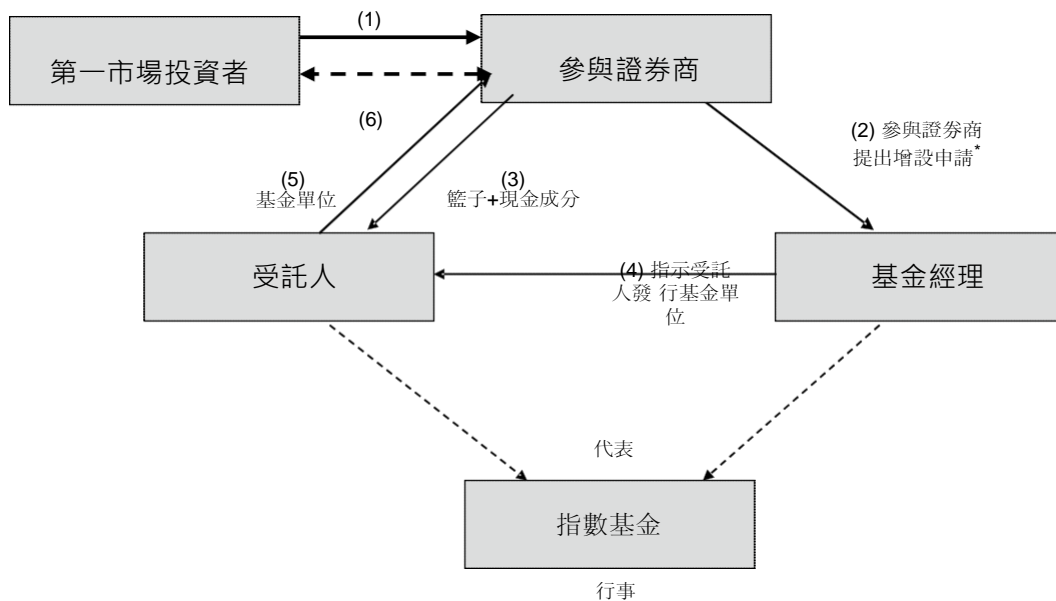 (1)
第一市場投資者
參與證券商
(6)
(2) 參與證券商
提出增設申請*
(5)
基金單位
(3)
籃子+現金成分
受託人
(4) 指示受託
人發 行基金單
位
基金經理
代表
指數基金
行事